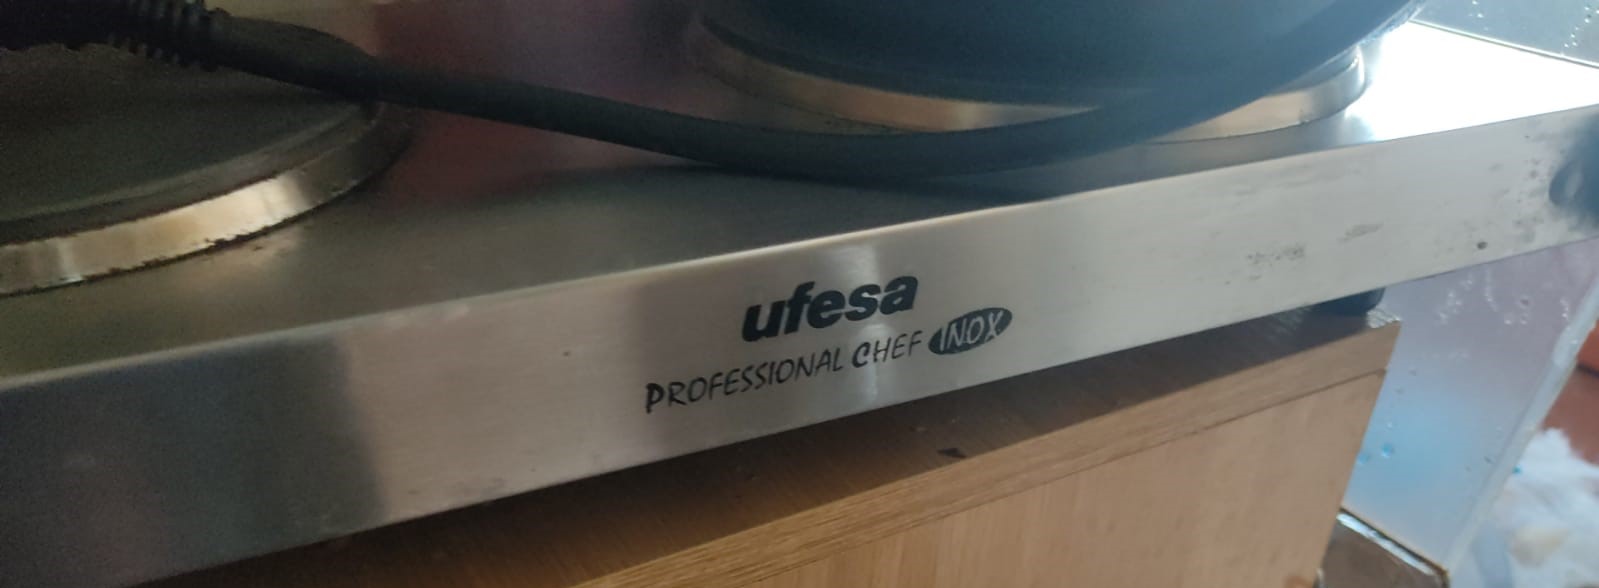 ufesa
PROFESSIONAL CHEF INOX